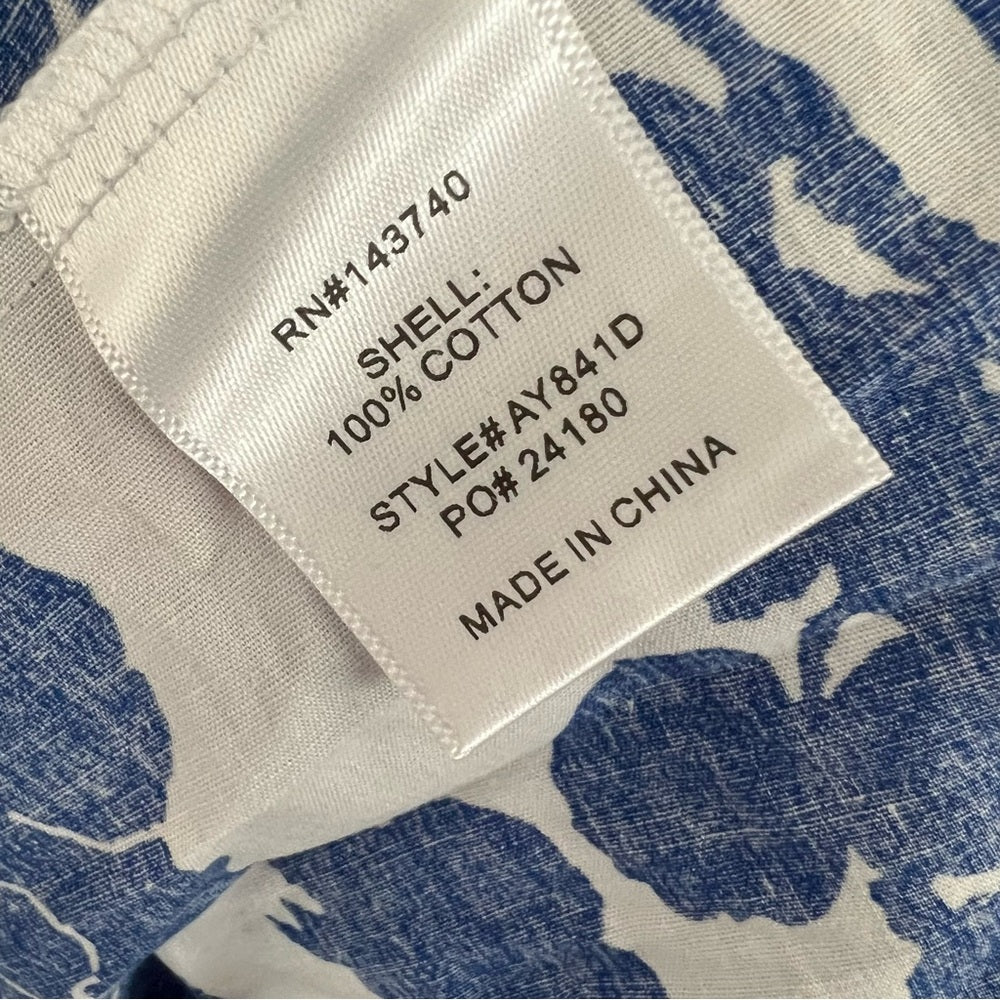 RN#143740
SHELL:
100% COTTON
STYLE# AY841D
PO# 24180
MADE IN CHINA